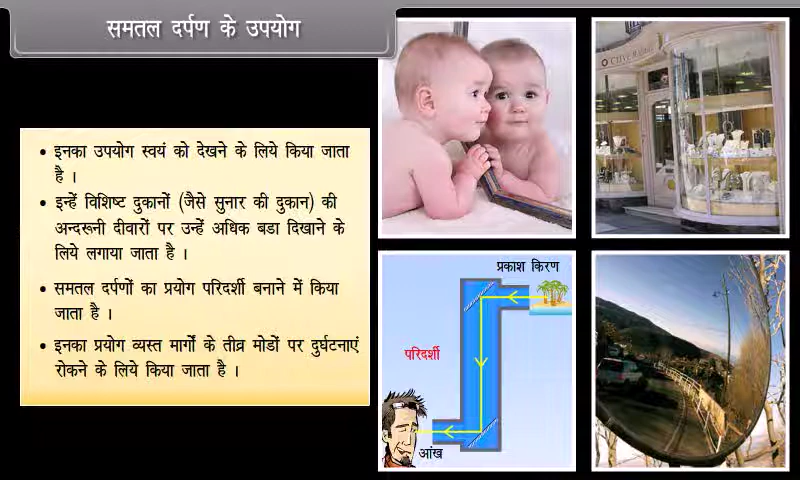 समतल दर्पण के उपयोग
• इनका उपयोग स्वयं को देखने के लिये किया जाता
है ।
• इन्हें विशिष्ट दुकानों (जैसे सुनार की दुकान) की
अन्दरूनी दीवारों पर उन्हें अधिक बडा दिखाने के
लिये लगाया जाता है ।
• समतल दर्पणों का प्रयोग परिदर्शी बनाने में किया
जाता है ।
• इनका प्रयोग व्यस्त मार्गों के तीव्र मोडों पर दुर्घटनाएं
रोकने के लिये किया जाता है ।
प्रकाश किरण
परिदर्शी
आंख